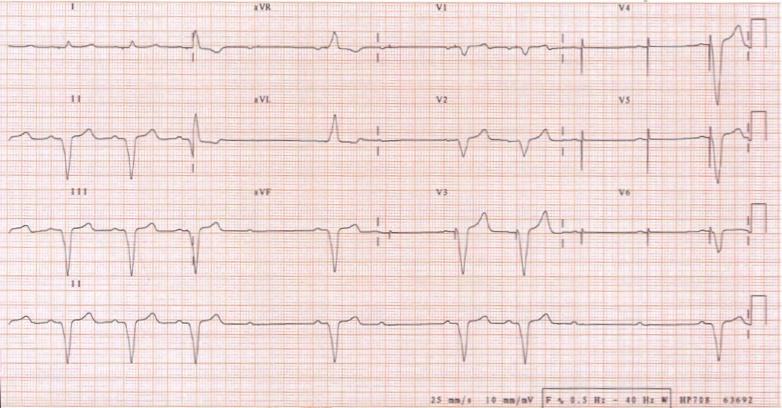 I aVR V1 V4
II aVL V2 V5
III aVF V3 V6
II
25 mm/s 10 mm/mV F ∿ 0.5 Hz - 40 Hz W HP708 63692